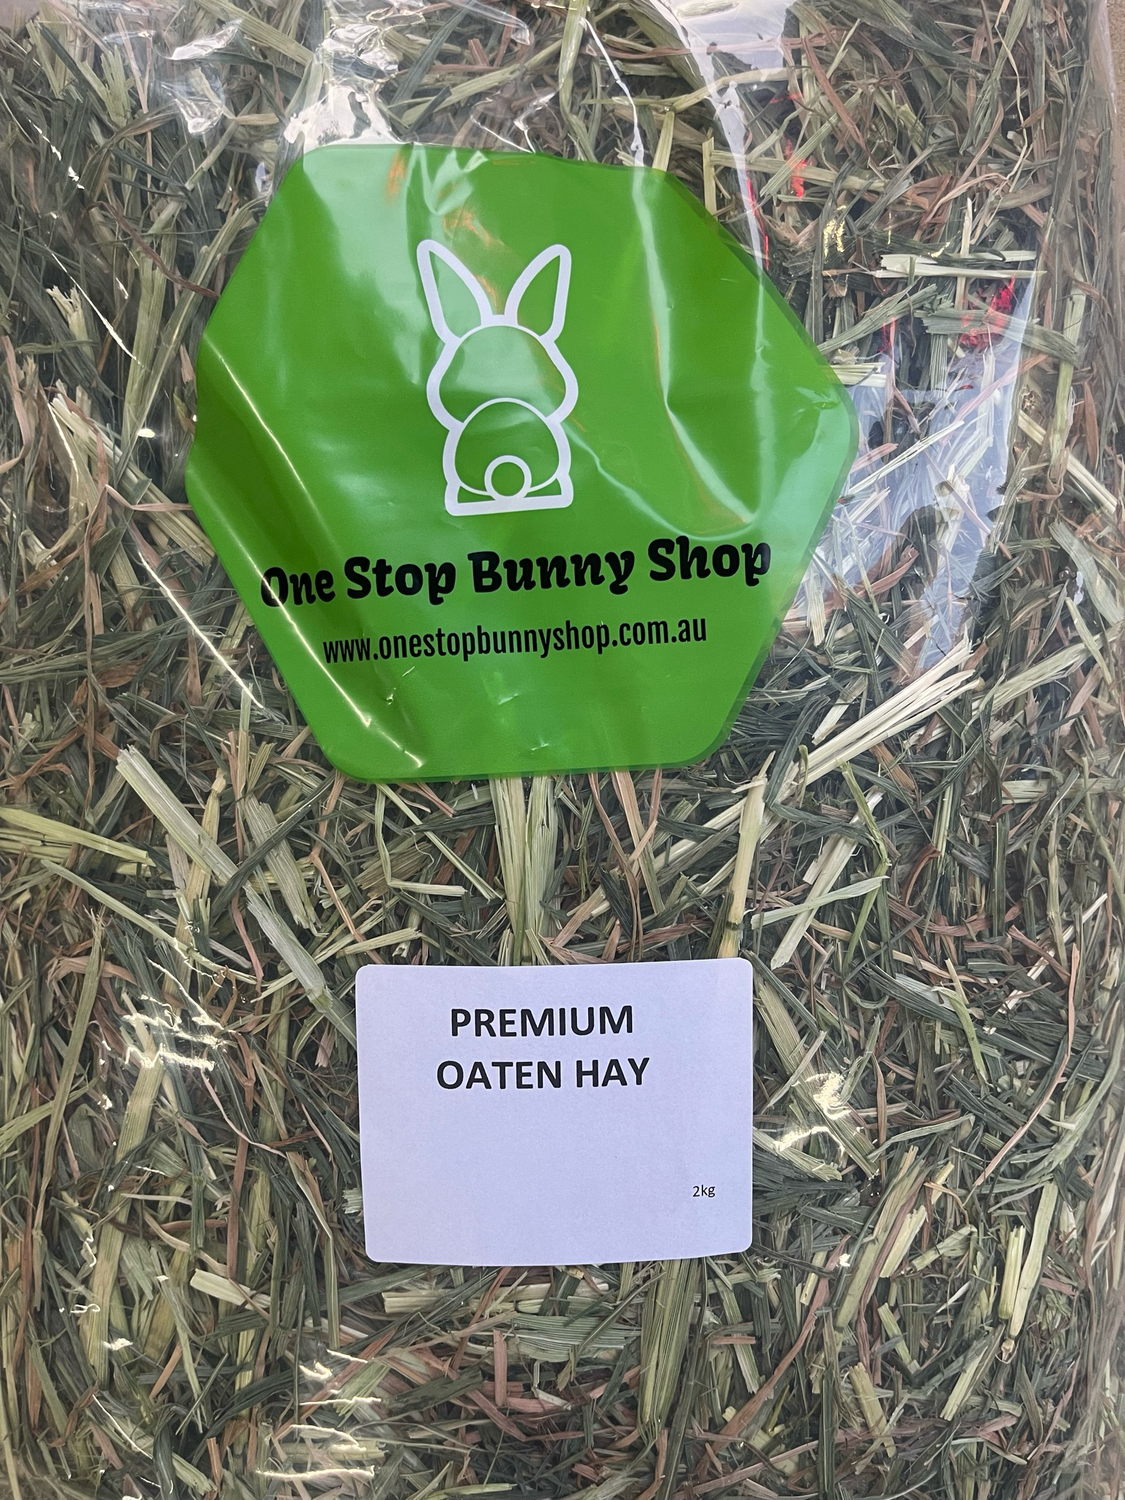 One Stop Bunny Shop
www.onestopbunnyshop.com.au
PREMIUM
OATEN HAY
2kg